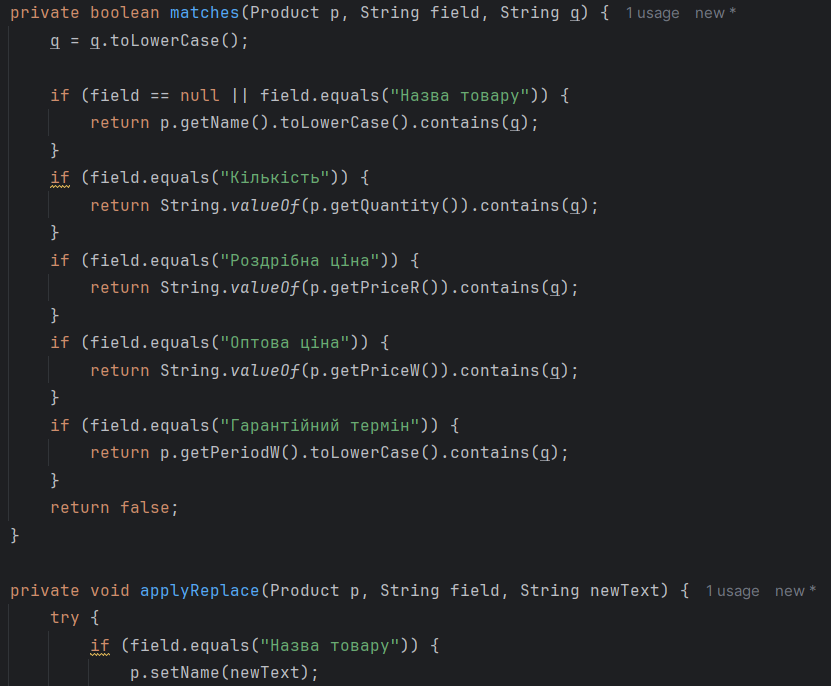 private boolean matches(Product p, String field, String q) { 1 usage new *
q = q.toLowerCase();
if (field == null || field.equals("Назва товару")) {
return p.getName().toLowerCase().contains(q);
}
if (field.equals("Кількість")) {
return String.valueOf(p.getQuantity()).contains(q);
}
if (field.equals("Роздрібна ціна")) {
return String.valueOf(p.getPriceR()).contains(q);
}
if (field.equals("Оптова ціна")) {
return String.valueOf(p.getPriceW()).contains(q);
}
if (field.equals("Гарантійний термін")) {
return p.getPeriodW().toLowerCase().contains(q);
}
return false;
}
private void applyReplace(Product p, String field, String newText) { 1 usage new *
try {
if (field.equals("Назва товару")) {
p.setName(newText);